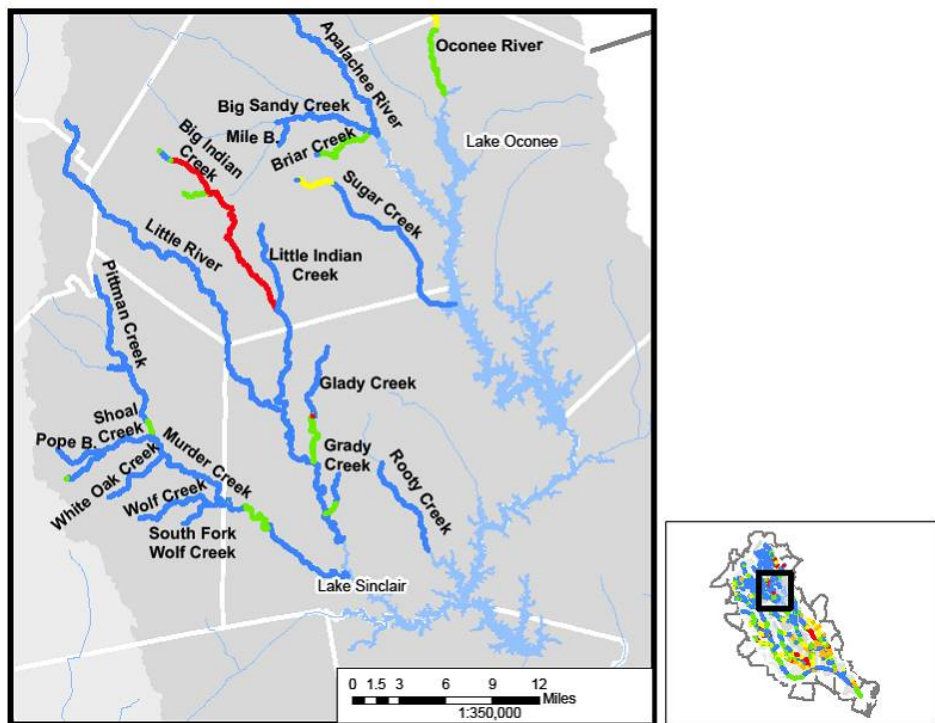 Apalachee River
Oconee River
Big Sandy Creek
Mile B.
Briar Creek
Lake Oconee
Big Indian
Creek
Sugar Creek
Little River
Little Indian
Creek
Pittman Creek
Glady Creek
Shoal
Creek
Pope B.
Murder Creek
Grady
Creek
Rooty Creek
White Oak Creek
Wolf Creek
South Fork
Wolf Creek
Lake Sinclair
0 1.5 3 6 9 12
Miles
1:350,000